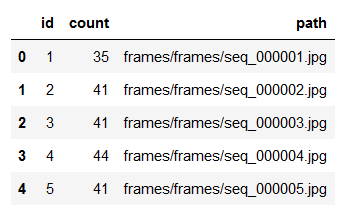 id count path
0 1 35 frames/frames/seq_000001.jpg
1 2 41 frames/frames/seq_000002.jpg
2 3 41 frames/frames/seq_000003.jpg
3 4 44 frames/frames/seq_000004.jpg
4 5 41 frames/frames/seq_000005.jpg